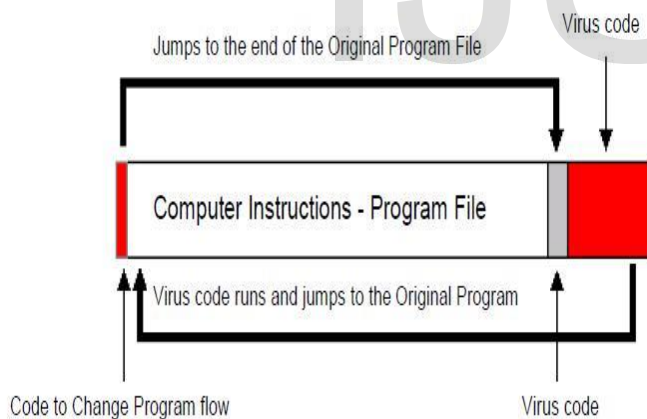 Virus code
Jumps to the end of the Original Program File
Computer Instructions - Program File
Virus code runs and jumps to the Original Program
Code to Change Program flow
Virus code